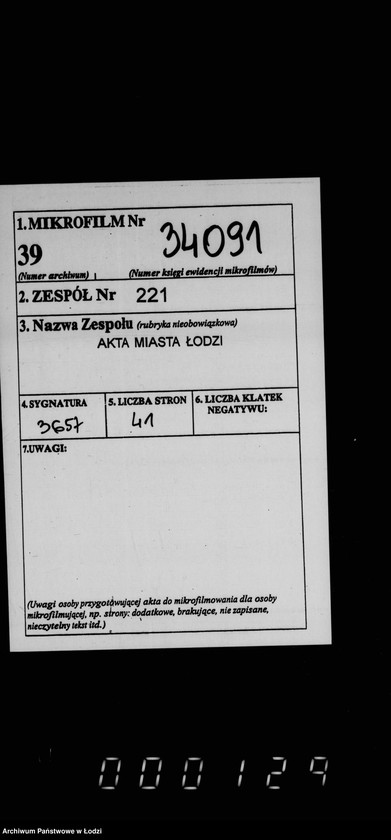 1. MIKROFILM Nr
39
34091
(Numer archiwum) (Numer księgi ewidencji mikrofilmów)
2. ZESPÓŁ Nr 221
3. Nazwa Zespołu (rubryka nieobowiązkowa)
AKTA MIASTA ŁODZI
4. SYGNATURA
3657
5. LICZBA STRON
41
6. LICZBA KLATEK
NEGATYWU:
7. UWAGI:
(Uwagi osoby przygotowującej akta do mikrofilmowania dla osoby
mikrofilmującej, np. strony: dodatkowe, brakujące, nie zapisane,
nieczytelny tekst itd.)
000129
Archiwum Państwowe w Łodzi